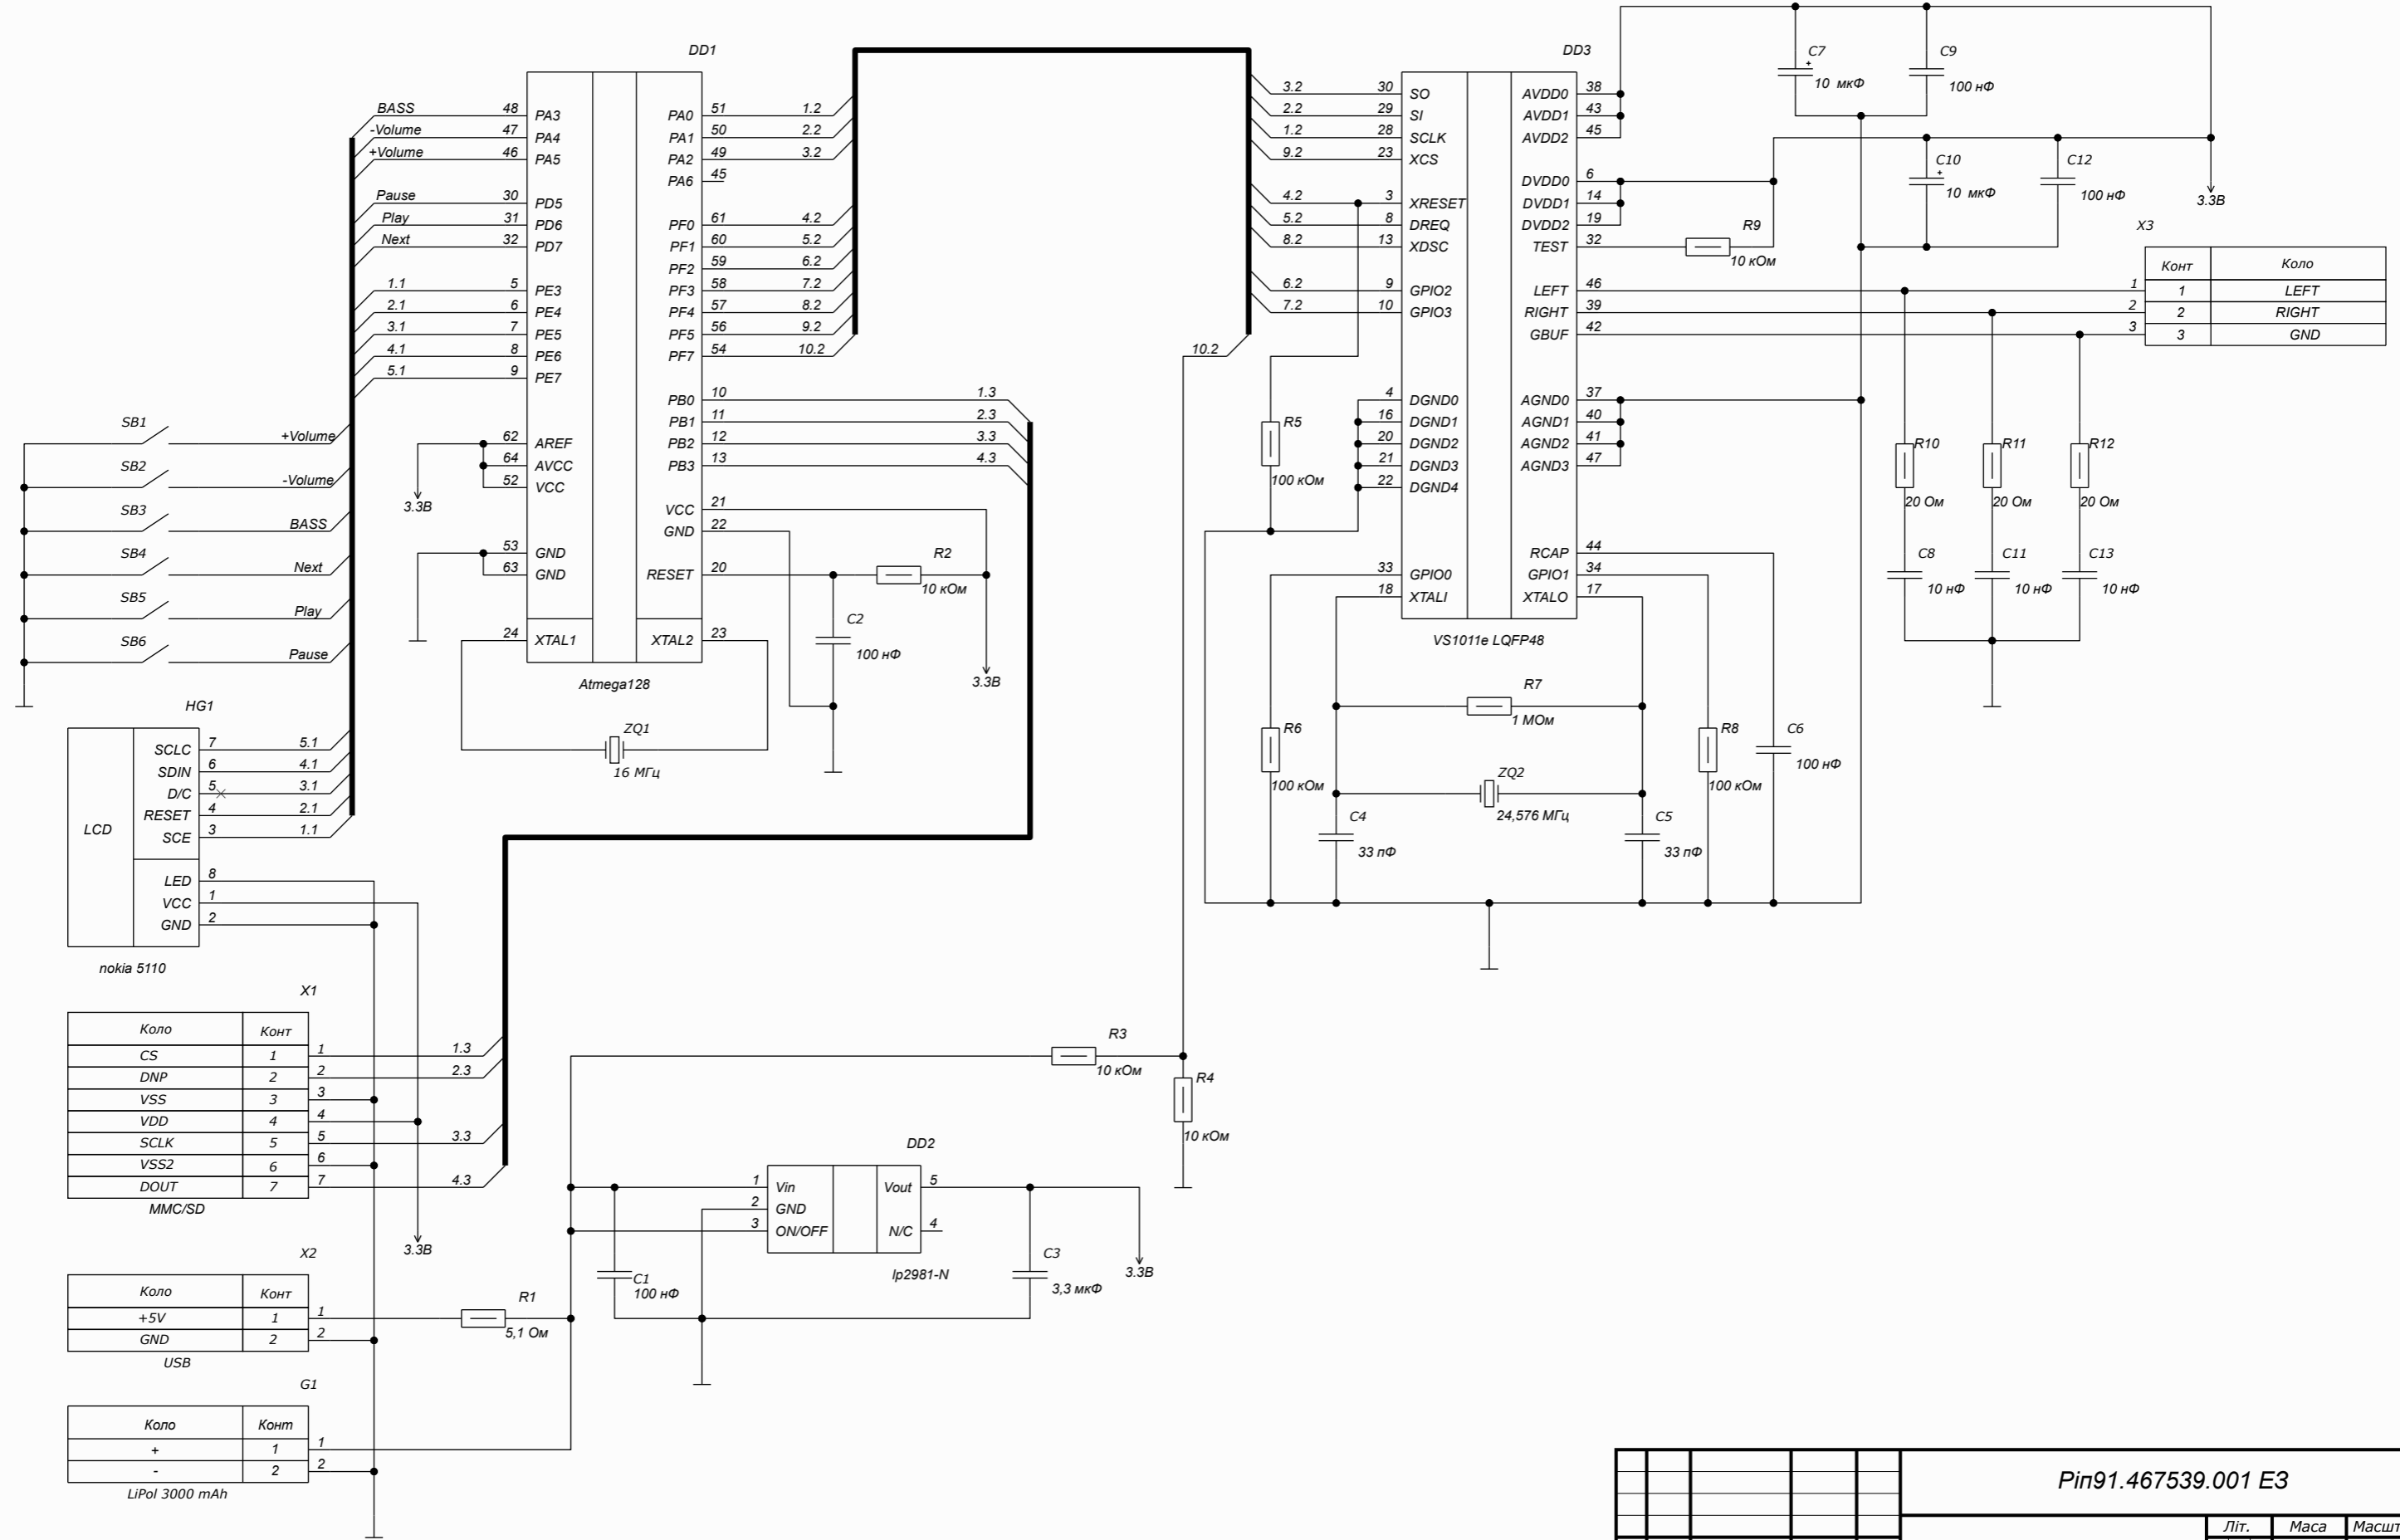 DD1
BASS 48 PA3
-Volume 47 PA4
+Volume 46 PA5
Pause 30 PD5
Play 31 PD6
Next 32 PD7
1.1 5 PE3
2.1 6 PE4
3.1 7 PE5
4.1 8 PE6
5.1 9 PE7
62 AREF
64 AVCC
52 VCC
3.3В
53 GND
63 GND
24 XTAL1
PA0 51 1.2
PA1 50 2.2
PA2 49 3.2
PA6 45
PF0 61 4.2
PF1 60 5.2
PF2 59 6.2
PF3 58 7.2
PF4 57 8.2
PF5 56 9.2
PF7 54 10.2
PB0 10 1.3
PB1 11 2.3
PB2 12 3.3
PB3 13 4.3
VCC 21
GND 22
RESET 20
XTAL2 23
Atmega128
R2
10 кОм
C2
100 нФ
3.3В
ZQ1
16 МГц
SB1 +Volume
SB2 -Volume
SB3 BASS
SB4 Next
SB5 Play
SB6 Pause
HG1
LCD
SCLC 7 5.1
SDIN 6 4.1
D/C 5 3.1
RESET 4 2.1
SCE 3 1.1
LED 8
VCC 1
GND 2
nokia 5110
X1
Коло Конт
CS 1 1 1.3
DNP 2 2 2.3
VSS 3 3
VDD 4 4
SCLK 5 5 3.3
VSS2 6 6
DOUT 7 7 4.3
MMC/SD
3.3В
X2
Коло Конт
+5V 1 1
GND 2 2
USB
R1
5,1 Ом
G1
Коло Конт
+ 1 1
- 2 2
LiPol 3000 mAh
DD2
1 Vin
2 GND
3 ON/OFF
Vout 5
N/C 4
lp2981-N
C1
100 нФ
C3
3,3 мкФ
3.3В
R3
10 кОм
R4
10 кОм
10.2
DD3
3.2 30 SO
2.2 29 SI
1.2 28 SCLK
9.2 23 XCS
4.2 3 XRESET
5.2 8 DREQ
8.2 13 XDSC
6.2 9 GPIO2
7.2 10 GPIO3
4 DGND0
16 DGND1
20 DGND2
21 DGND3
22 DGND4
33 GPIO0
18 XTALI
AVDD0 38
AVDD1 43
AVDD2 45
DVDD0 6
DVDD1 14
DVDD2 19
TEST 32
LEFT 46
RIGHT 39
GBUF 42
AGND0 37
AGND1 40
AGND2 41
AGND3 47
RCAP 44
GPIO1 34
XTALO 17
VS1011e LQFP48
R5
100 кОм
R6
100 кОм
R7
1 МОм
ZQ2
24,576 МГц
C4
33 пФ
C5
33 пФ
R8
100 кОм
C6
100 нФ
C7
+
10 мкФ
C9
100 нФ
C10
+
10 мкФ
C12
100 нФ
3.3В
R9
10 кОм
X3
Конт Коло
1 1 LEFT
2 2 RIGHT
3 3 GND
R10
20 Ом
R11
20 Ом
R12
20 Ом
C8
10 нФ
C11
10 нФ
C13
10 нФ
Ріп91.467539.001 Е3
Літ. Маса Масшт